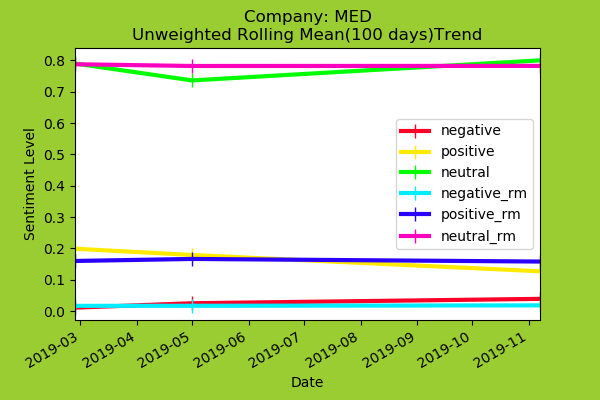 Company: MED
Unweighted Rolling Mean(100 days)Trend
Sentiment Level
0.8
0.7
0.6
0.5
0.4
0.3
0.2
0.1
0.0
negative
positive
neutral
negative_rm
positive_rm
neutral_rm
2019-03
2019-04
2019-05
2019-06
2019-07
2019-08
2019-09
2019-10
2019-11
Date